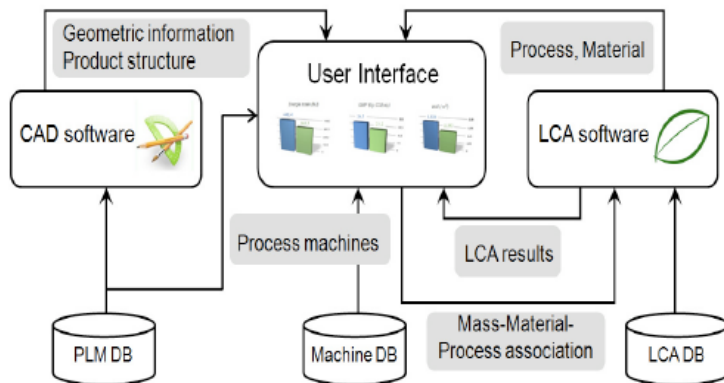 Geometric information
Product structure
User Interface
Process, Material
CAD software
LCA software
Process machines
LCA results
Mass-Material-
Process association
PLM DB
Machine DB
LCA DB